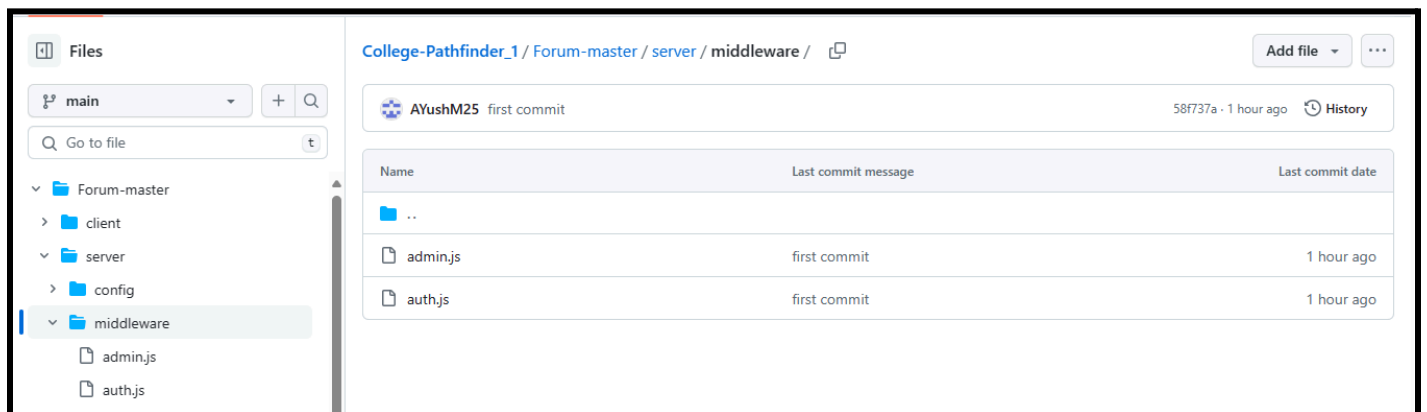 Files
main
Go to file
t
Forum-master
client
server
config
middleware
admin.js
auth.js
College-Pathfinder_1 / Forum-master / server / middleware /
Add file
AYushM25 first commit
58f737a · 1 hour ago
History
Name Last commit message Last commit date
..
admin.js first commit 1 hour ago
auth.js first commit 1 hour ago